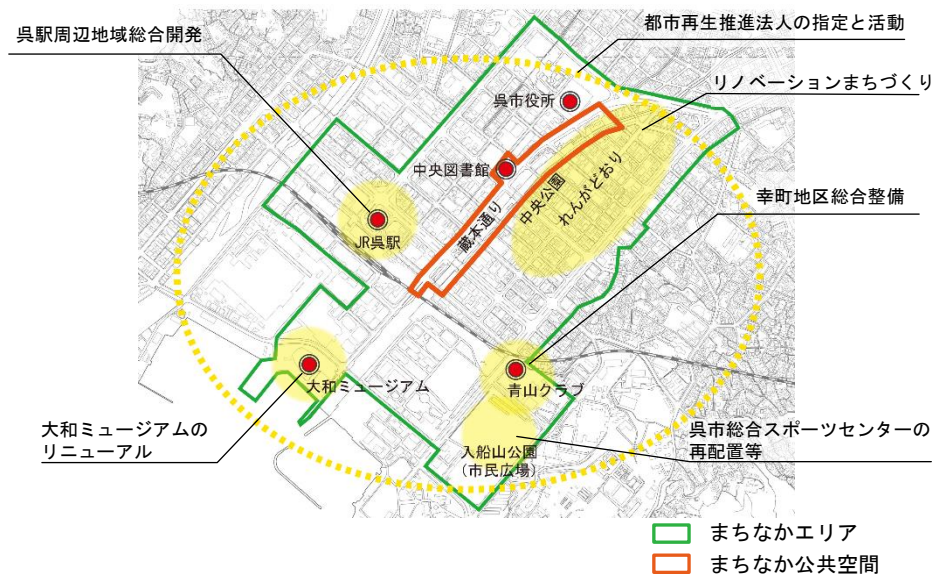 都市再生推進法人の指定と活動
呉駅周辺地域総合開発
リノベーションまちづくり
呉市役所
中央図書館
中央公園
れんがどおり
幸町地区総合整備
蔵本通り
JR呉駅
大和ミュージアム
青山クラブ
大和ミュージアムの
リニューアル
入船山公園
(市民広場)
呉市総合スポーツセンターの
再配置等
まちなかエリア
まちなか公共空間